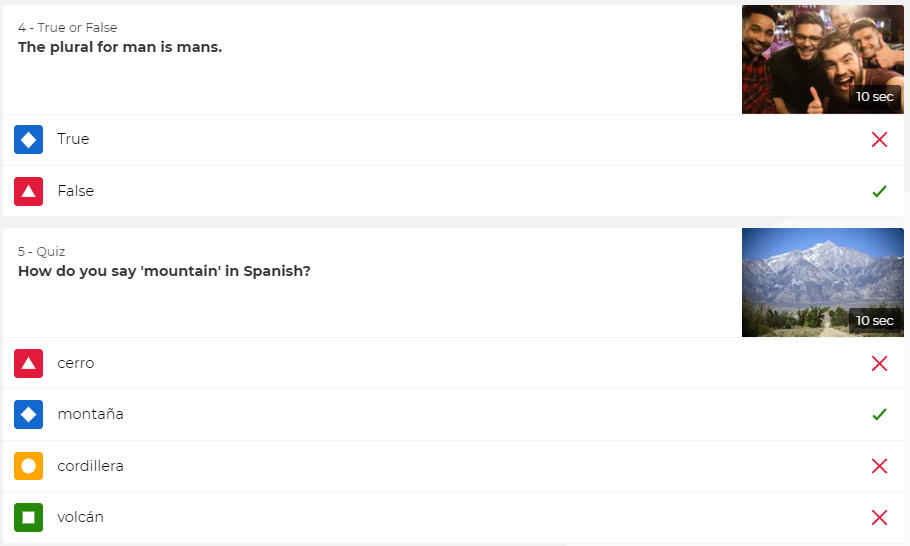 4 - True or False
The plural for man is mans.
10 sec
True
False
5 - Quiz
How do you say 'mountain' in Spanish?
10 sec
cerro
montaña
cordillera
volcán